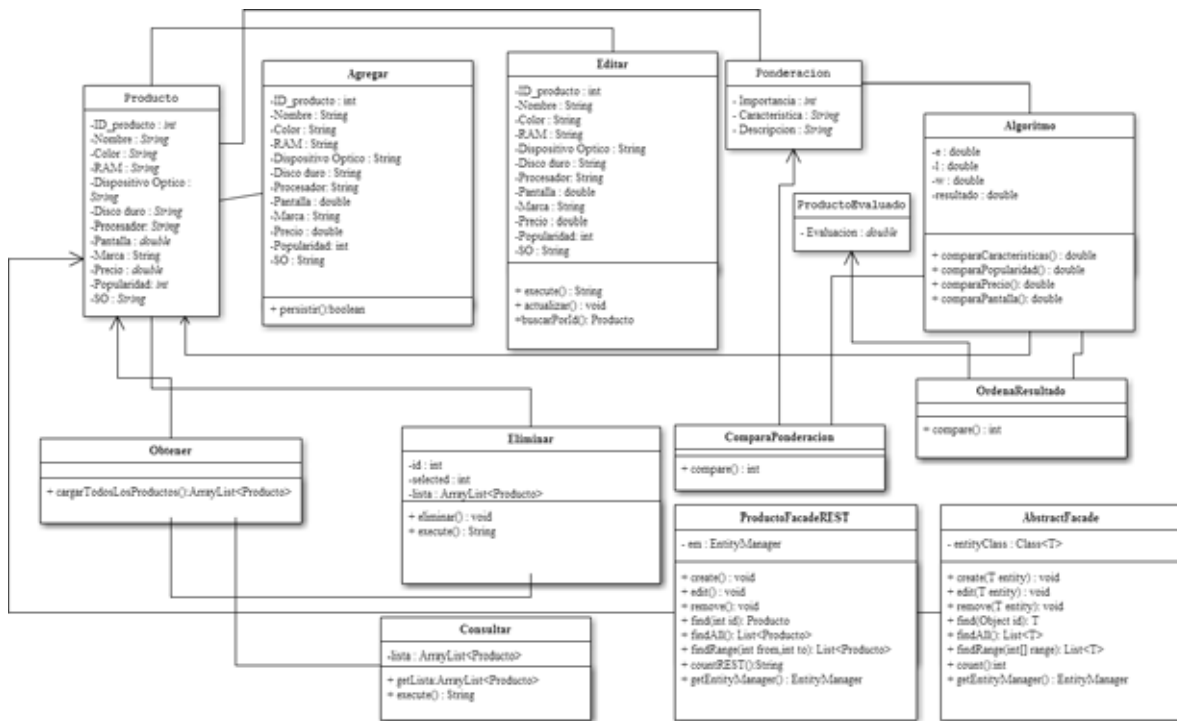 Producto
-ID_producto : int
-Nombre : String
-Color : String
-RAM : String
-Dispositivo Optico :
String
-Disco duro : String
-Procesador: String
-Pantalla : double
-Marca : String
-Precio : double
-Popularidad: int
-SO : String
Agregar
-ID_producto : int
-Nombre : String
-Color : String
-RAM : String
-Dispositivo Optico : String
-Disco duro : String
-Procesador: String
-Pantalla : double
-Marca : String
-Precio : double
-Popularidad: int
-SO : String
+ persistir():boolean
Editar
-ID_producto : int
-Nombre : String
-Color : String
-RAM : String
-Dispositivo Optico : String
-Disco duro : String
-Procesador: String
-Pantalla : double
-Marca : String
-Precio : double
-Popularidad: int
-SO : String
+ execute() : String
+ actualizar() : void
+buscarPorId(): Producto
Ponderacion
- Importancia : int
- Caracteristica : String
- Descripcion : String
ProductoEvaluado
- Evaluacion : double
Algoritmo
-e : double
-l : double
-w : double
-resultado : double
+ comparaCaracteristicas() : double
+ comparaPopularidad() : double
+ comparaPrecio(): double
+ comparaPantalla(): double
OrdenaResultado
+ compare() : int
Obtener
+ cargarTodosLosProductos():ArrayList<Producto>
Eliminar
-id : int
-selected : int
-lista : ArrayList<Producto>
+ eliminar() : void
+ execute() : String
ComparaPonderacion
+ compare() : int
Consultar
-lista : ArrayList<Producto>
+ getLista:ArrayList<Producto>
+ execute() : String
ProductoFacadeREST
- em : EntityManager
+ create() : void
+ edit() : void
+ remove(): void
+ find(int id): Producto
+ findAll(): List<Producto>
+ findRange(int from,int to): List<Producto>
+ countREST():String
+ getEntityManager() : EntityManager
AbstractFacade
- entityClass : Class<T>
+ create(T entity) : void
+ edit(T entity) : void
+ remove(T entity): void
+ find(Object id): T
+ findAll(): List<T>
+ findRange(int[] range): List<T>
+ count():int
+getEntityManager() : EntityManager